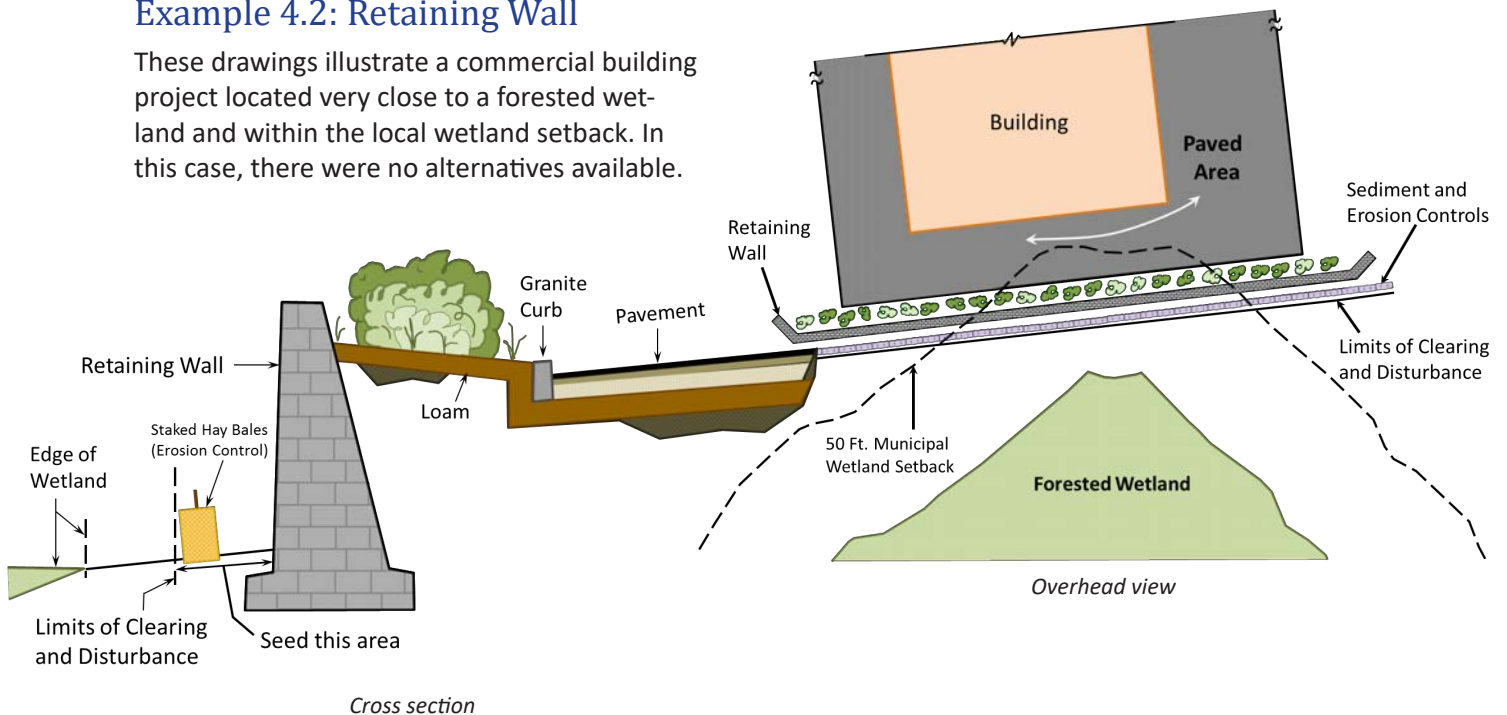 Example 4.2: Retaining Wall
These drawings illustrate a commercial building
project located very close to a forested wet-
land and within the local wetland setback. In
this case, there were no alternatives available.
Building
Paved
Area
Sediment and
Erosion Controls
Retaining
Wall
Limits of Clearing
and Disturbance
50 Ft. Municipal
Wetland Setback
Forested Wetland
Overhead view
Granite
Curb
Pavement
Retaining Wall
Loam
Staked Hay Bales
(Erosion Control)
Edge of
Wetland
Limits of Clearing
and Disturbance
Seed this area
Cross section